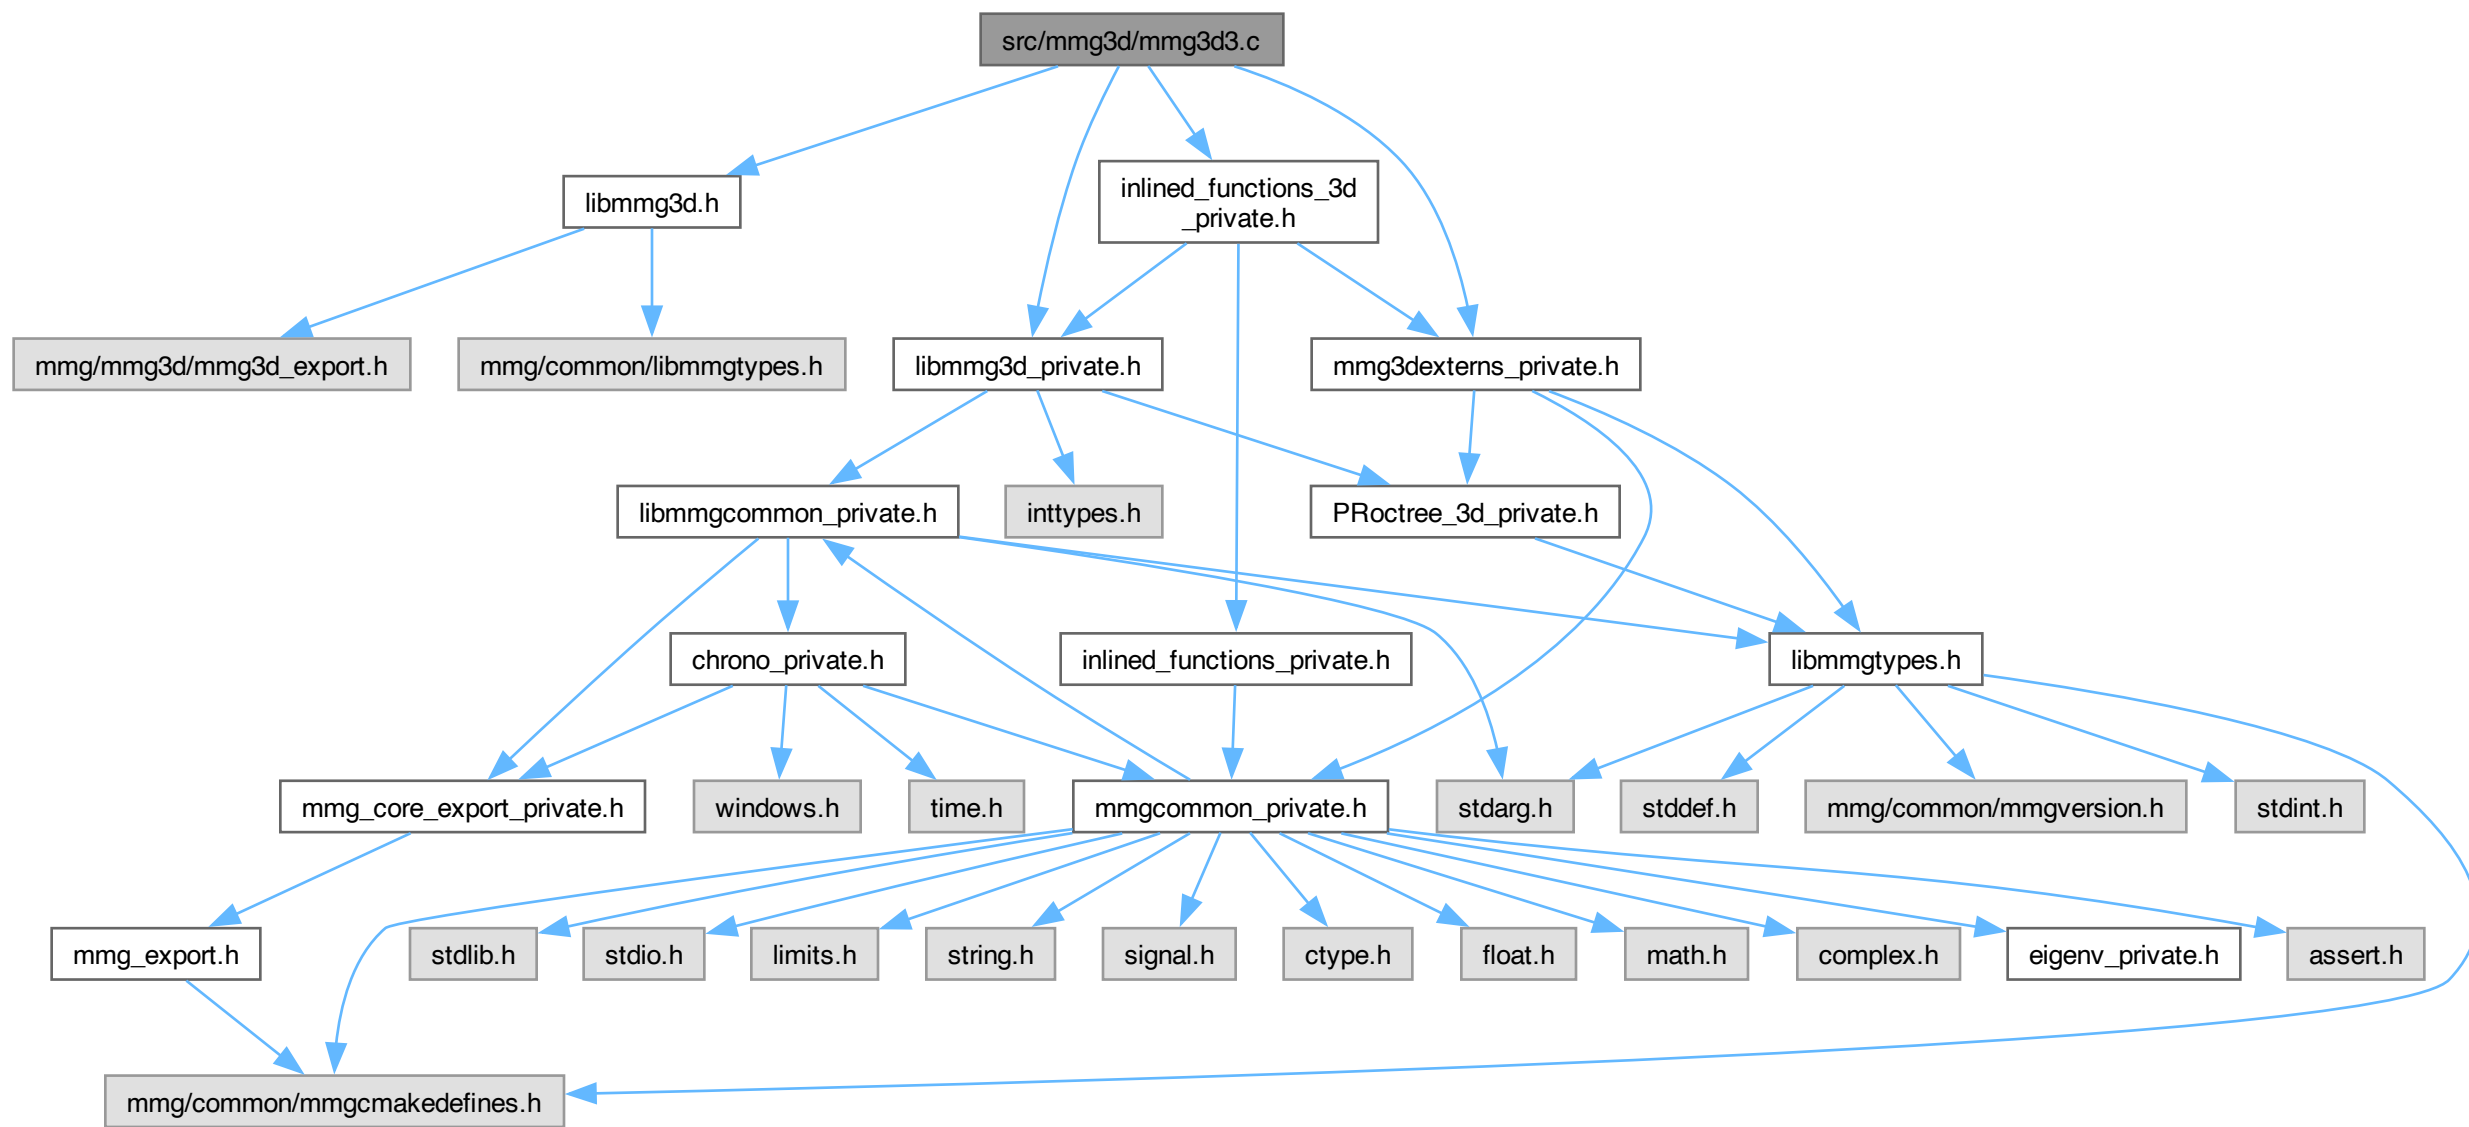 src/mmg3d/mmg3d3.c
libmmg3d.h
inlined_functions_3d
_private.h
mmg/mmg3d/mmg3d_export.h
mmg/common/libmmgtypes.h
libmmg3d_private.h
mmg3dexterns_private.h
libmmgcommon_private.h
inttypes.h
PRoctree_3d_private.h
chrono_private.h
inlined_functions_private.h
libmmgtypes.h
mmg_core_export_private.h
windows.h
time.h
mmgcommon_private.h
stdarg.h
stddef.h
mmg/common/mmgversion.h
stdint.h
mmg_export.h
stdlib.h
stdio.h
limits.h
string.h
signal.h
ctype.h
float.h
math.h
complex.h
eigenv_private.h
assert.h
mmg/common/mmgcmakedefines.h